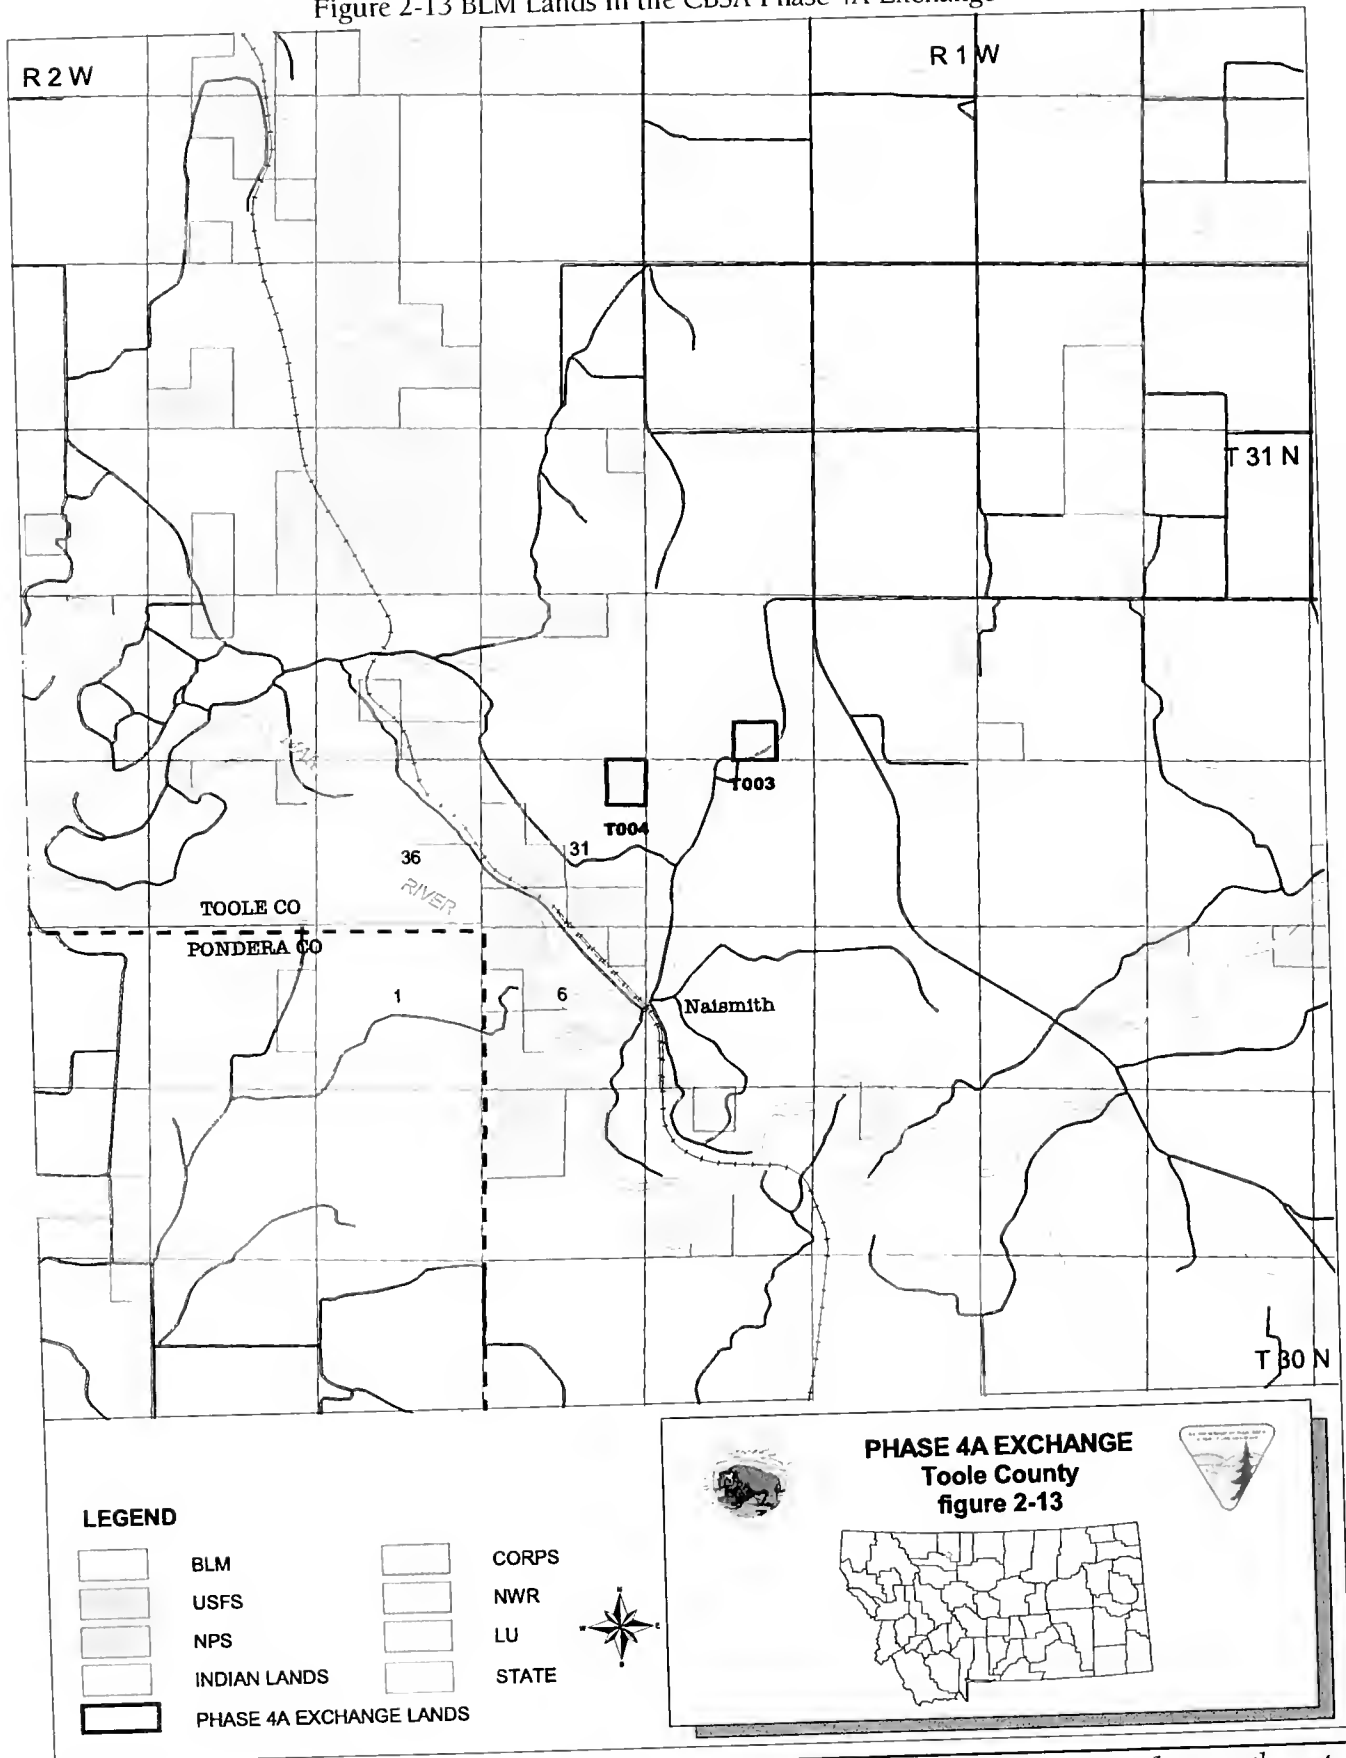 Figure 2-13 BLM Lands in the CBSA Phase 4A Exchange
R 2 W
R 1 W
T 31 N
T003
T004
31
36
RIVER
TOOLE CO
PONDERA CO
1
6
Naismith
T 30 N
PHASE 4A EXCHANGE
Toole County
figure 2-13
LEGEND
BLM
USFS
NPS
INDIAN LANDS
PHASE 4A EXCHANGE LANDS
CORPS
NWR
LU
STATE